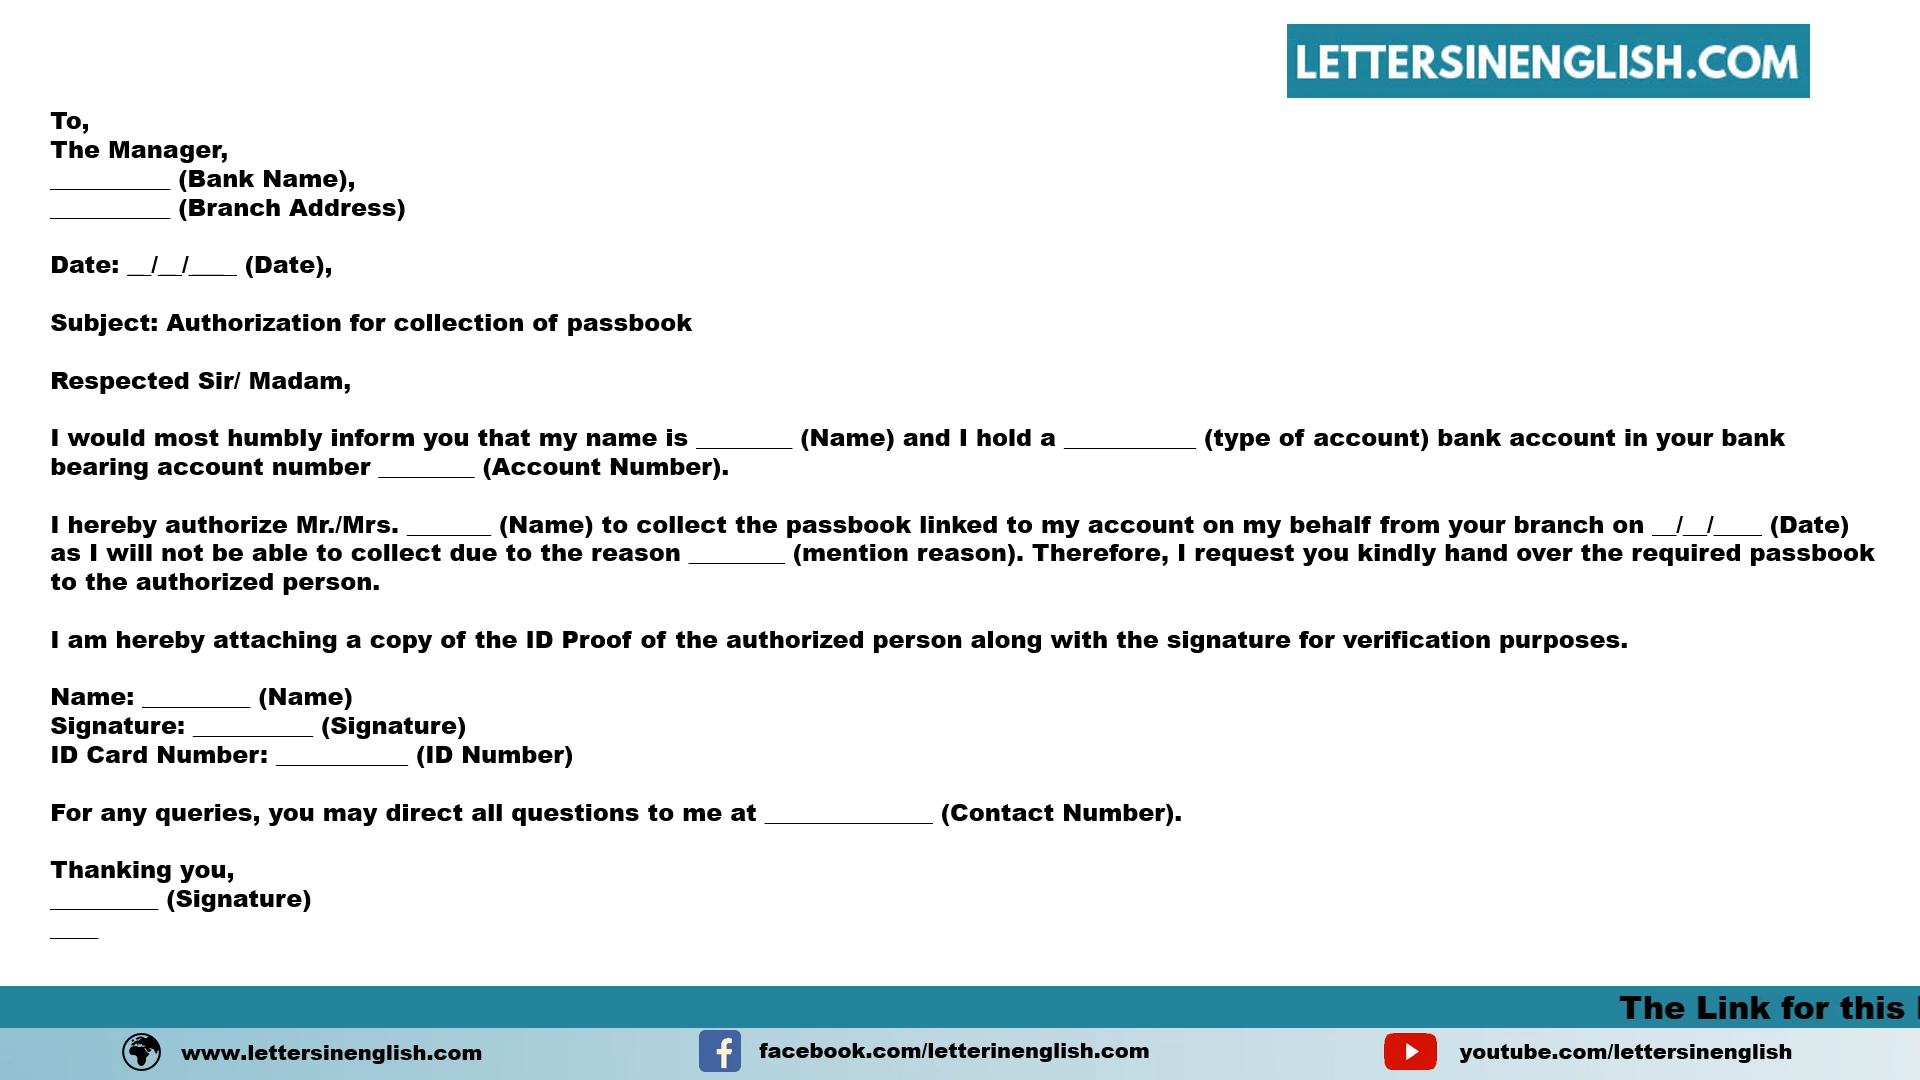 LETTERSINENGLISH.COM
To,
The Manager,
__________ (Bank Name),
__________ (Branch Address)
Date: __/__/____ (Date),
Subject: Authorization for collection of passbook
Respected Sir/ Madam,
I would most humbly inform you that my name is ________ (Name) and I hold a ___________ (type of account) bank account in your bank
bearing account number ________ (Account Number).
I hereby authorize Mr./Mrs. _______ (Name) to collect the passbook linked to my account on my behalf from your branch on __/__/____ (Date)
as I will not be able to collect due to the reason ________ (mention reason). Therefore, I request you kindly hand over the required passbook
to the authorized person.
I am hereby attaching a copy of the ID Proof of the authorized person along with the signature for verification purposes.
Name: _________ (Name)
Signature: __________ (Signature)
ID Card Number: ___________ (ID Number)
For any queries, you may direct all questions to me at ______________ (Contact Number).
Thanking you,
_________ (Signature)
____
The Link for this
www.lettersinenglish.com
facebook.com/letterinenglish.com
youtube.com/lettersinenglish